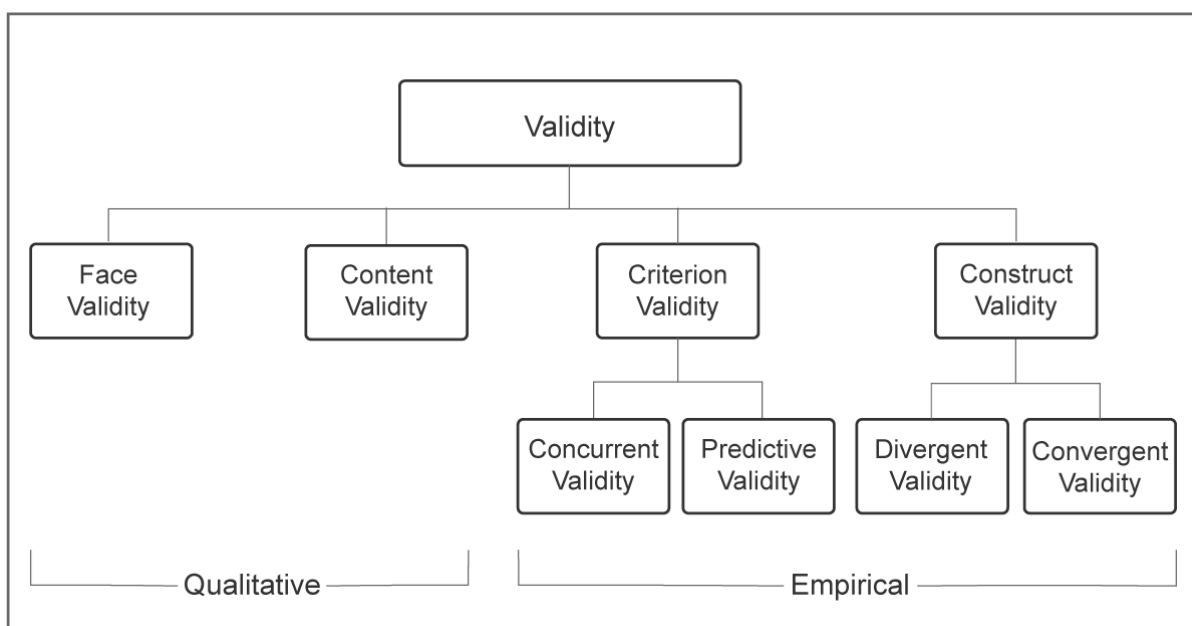 Validity
Face
Validity
Content
Validity
Criterion
Validity
Construct
Validity
Concurrent
Validity
Predictive
Validity
Divergent
Validity
Convergent
Validity
Qualitative
Empirical